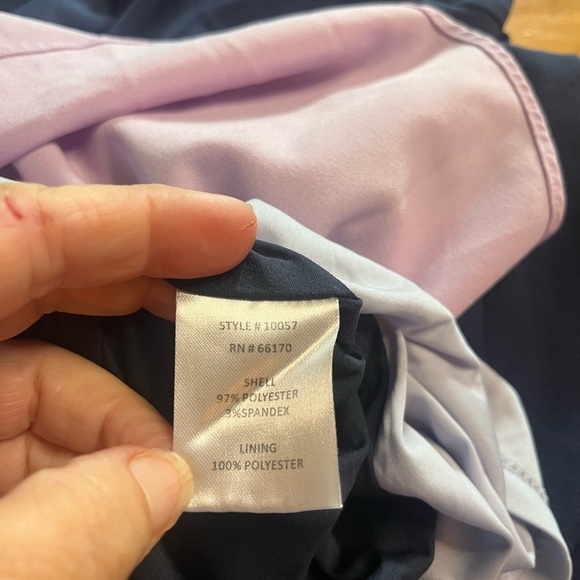 STYLE # 10057
RN # 66170
SHELL
97% POLYESTER
3%SPANDEX
LINING
100% POLYESTER